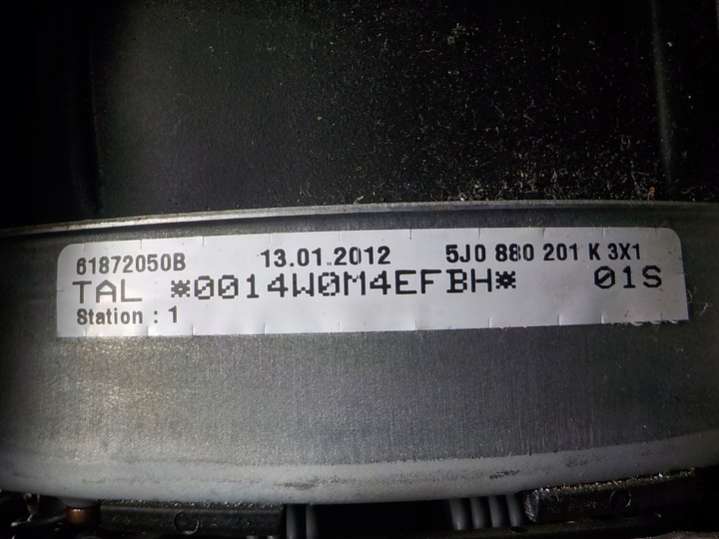 61872050B 13.01.2012 5J0 880 201 K 3X1
TAL *0014W0M4EFBH* 01S
Station : 1